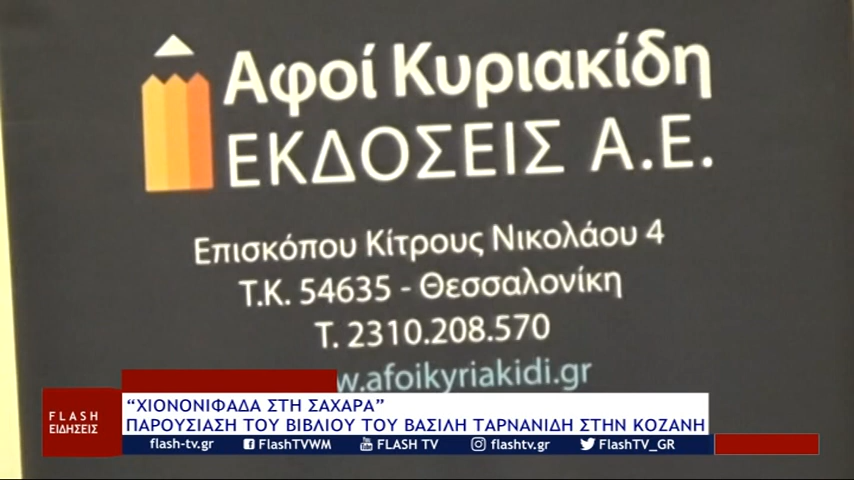 Αφοί Κυριακίδη
ΕΚΔΟΣΕΙΣ Α.Ε.
Επισκόπου Κίτρους Νικολάου 4
Τ.Κ. 54635 - Θεσσαλονίκη
Τ. 2310.208.570
w.afoikyriakidi.gr
FLASH
ΕΙΔΗΣΕΙΣ
“ΧΙΟΝΟΝΙΦΑΔΑ ΣΤΗ ΣΑΧΑΡΑ”
ΠΑΡΟΥΣΙΑΣΗ ΤΟΥ ΒΙΒΛΙΟΥ ΤΟΥ ΒΑΣΙΛΗ ΤΑΡΝΑΝΙΔΗ ΣΤΗΝ ΚΟΖΑΝΗ
flash-tv.gr FlashTVWM FLASH TV flashtv.gr FlashTV_GR